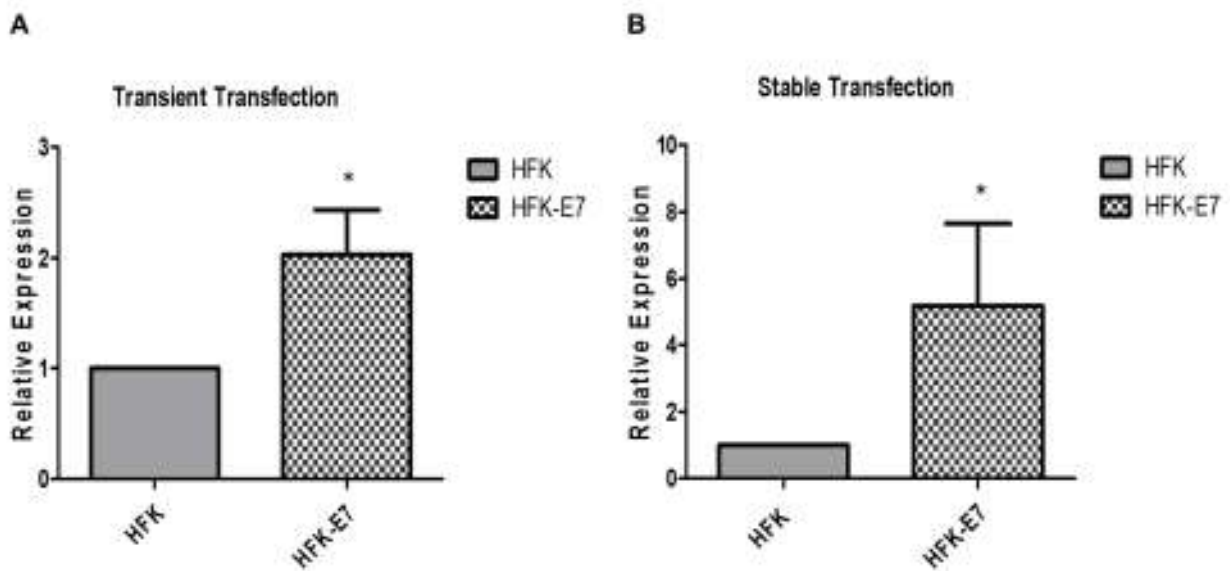 A
Transient Transfection
Relative Expression
3
2
1
0
*
HFK
HFK-E7
HFK
HFK-E7
B
Stable Transfection
Relative Expression
10
8
6
4
2
0
*
HFK
HFK-E7
HFK
HFK-E7